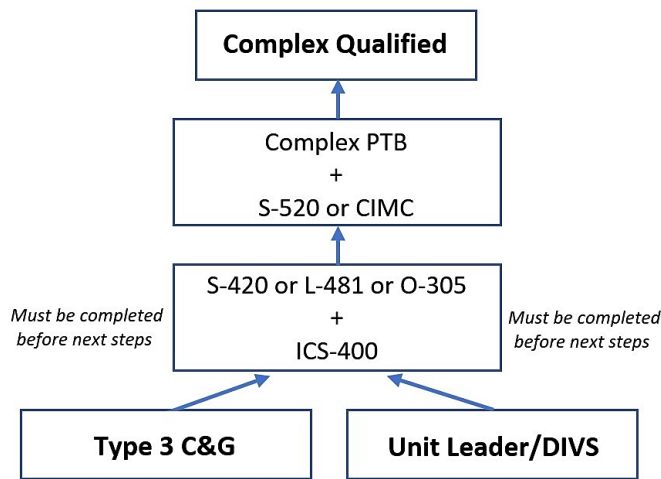 Complex Qualified
Complex PTB
+
S-520 or CIMC
S-420 or L-481 or O-305
+
ICS-400
Must be completed
before next steps
Must be completed
before next steps
Type 3 C&G
Unit Leader/DIVS